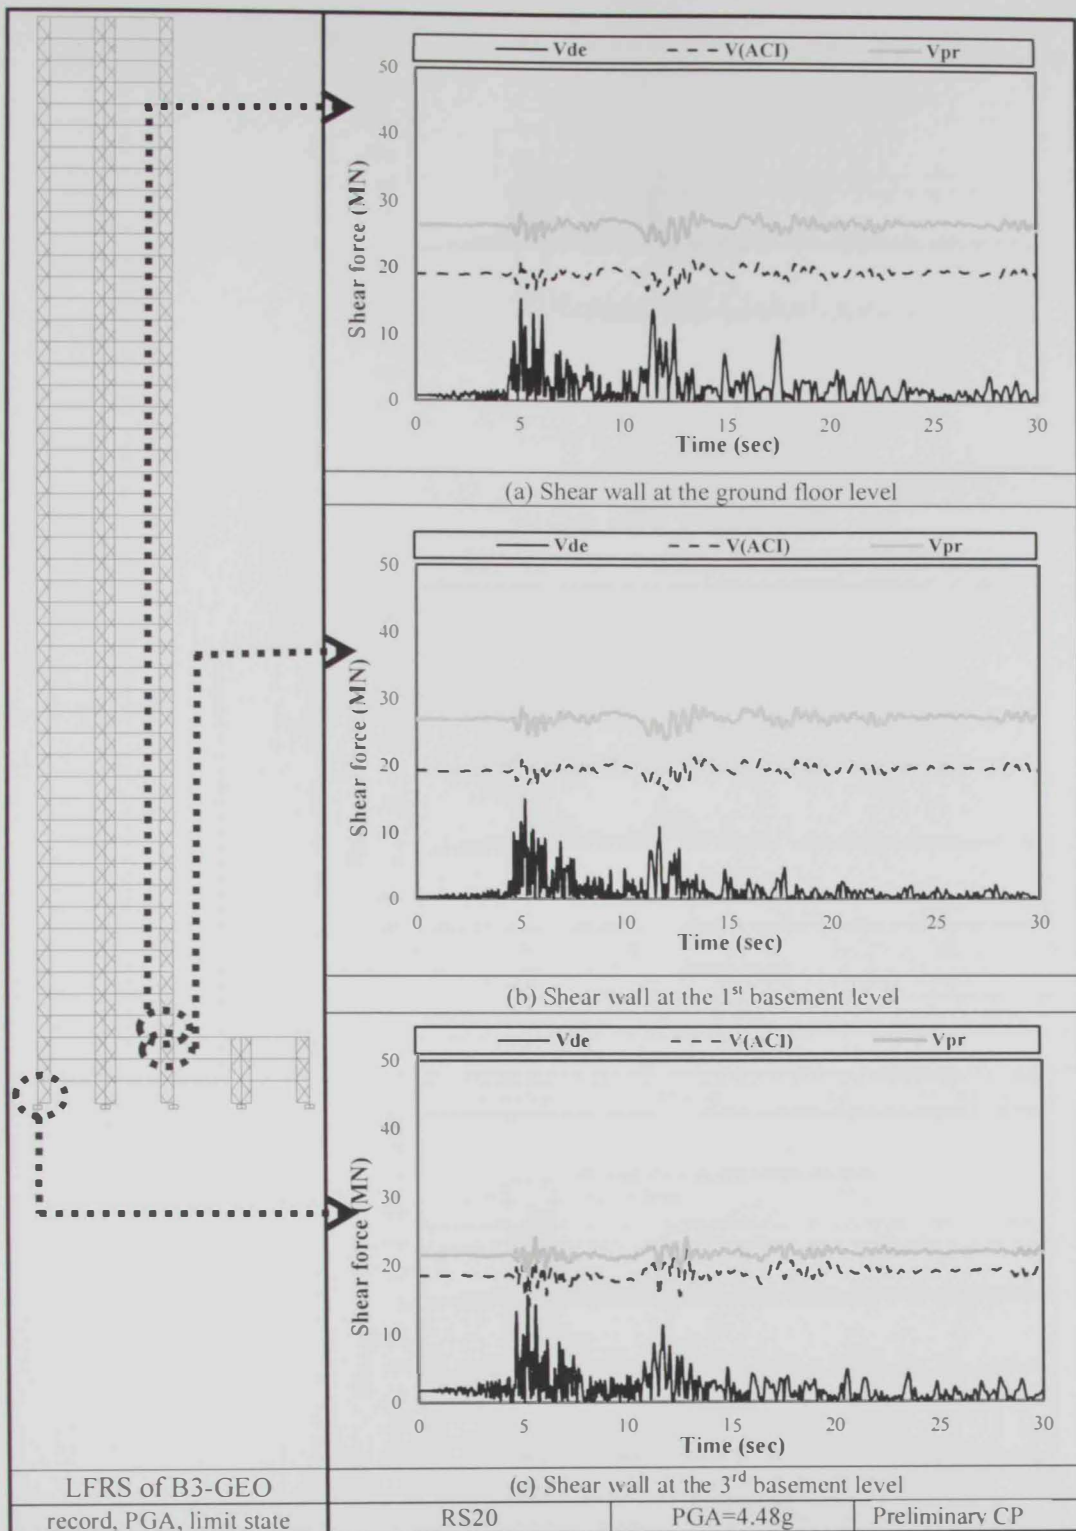 Vde V(ACI) Vpr
Shear force (MN)
50
40
30
20
10
0
0 5 10 15 20 25 30
Time (sec)
(a) Shear wall at the ground floor level
Vde V(ACI) Vpr
Shear force (MN)
50
40
30
20
10
0
0 5 10 15 20 25 30
Time (sec)
(b) Shear wall at the 1st basement level
Vde V(ACI) Vpr
Shear force (MN)
50
40
30
20
10
0
0 5 10 15 20 25 30
Time (sec)
LFRS of B3-GEO
(c) Shear wall at the 3rd basement level
record, PGA, limit state
RS20
PGA=4.48g
Preliminary CP